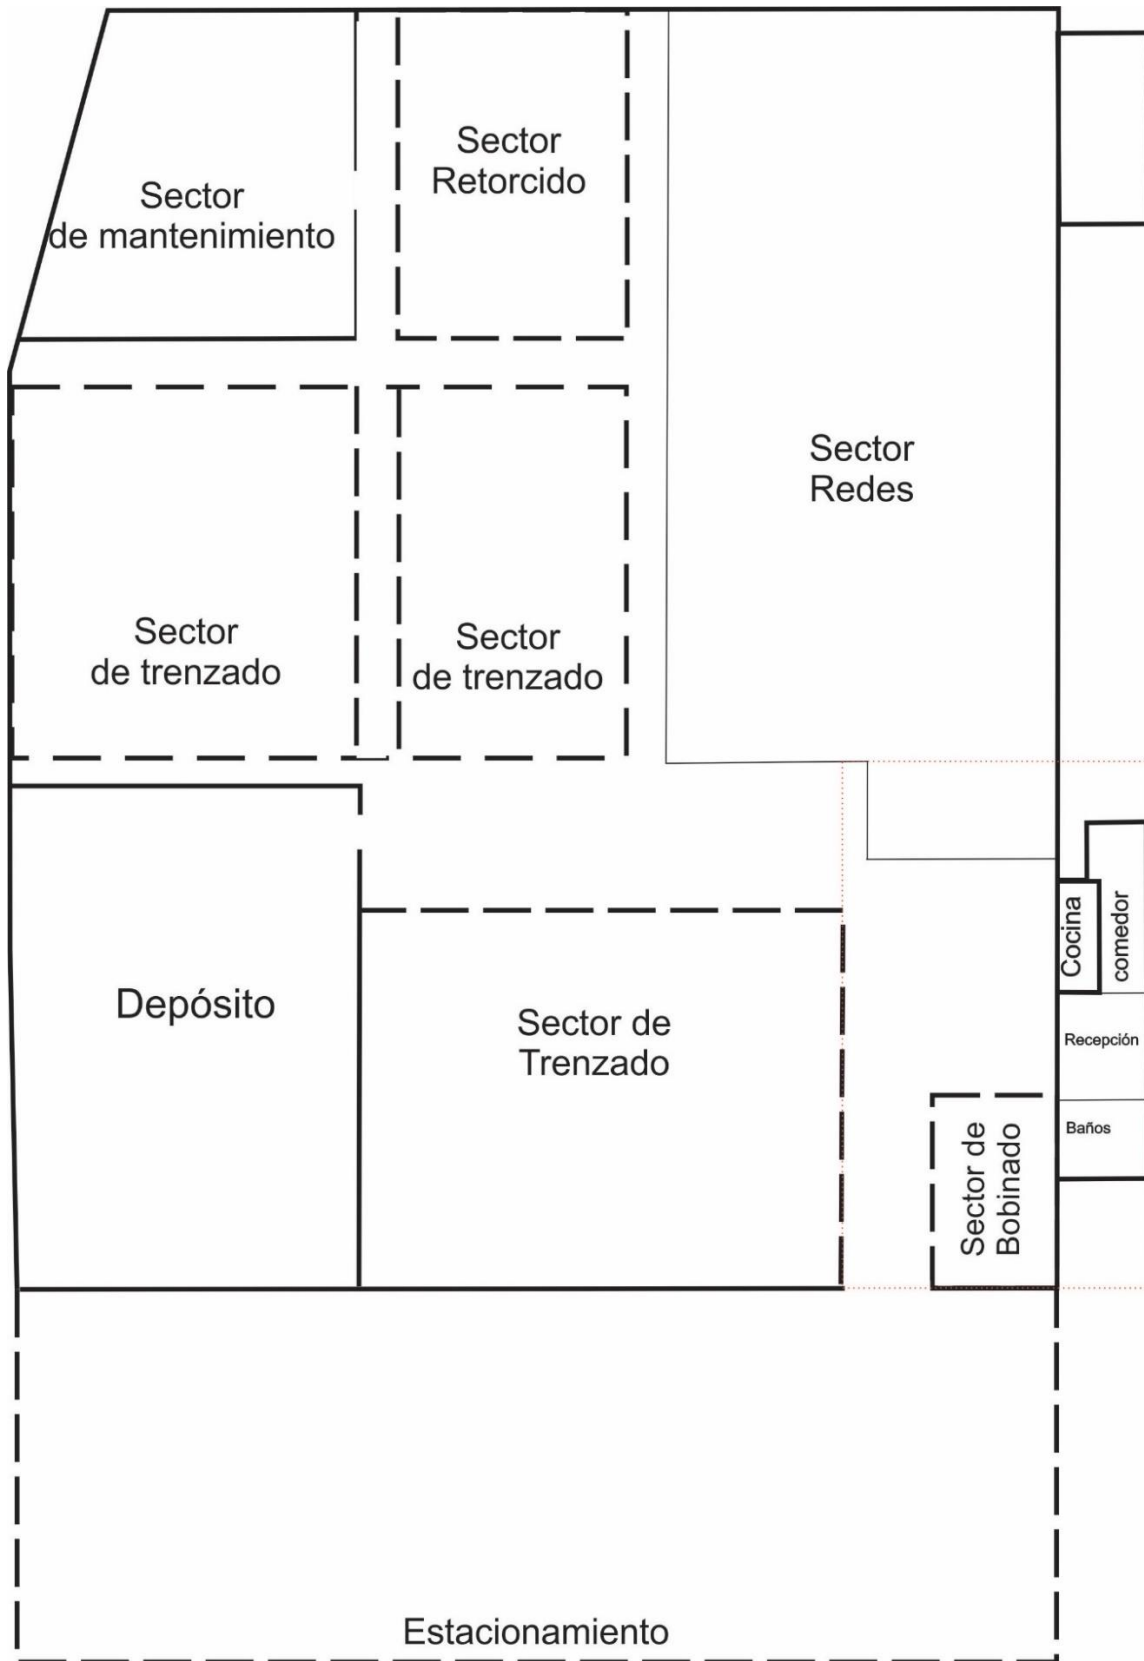 Sector
Retorcido
Sector
de mantenimiento
Sector
Redes
Sector
de trenzado
Sector
de trenzado
Cocina
comedor
Depósito
Sector de
Trenzado
Recepción
Baños
Sector de
Bobinado
Estacionamiento